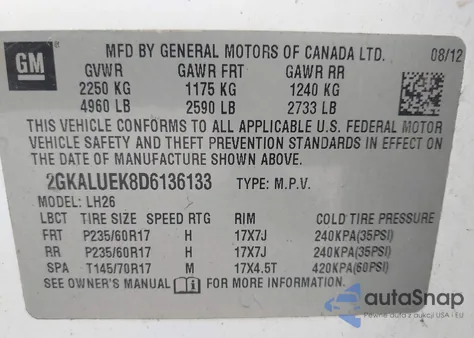 GM
MFD BY GENERAL MOTORS OF CANADA LTD. 08/12
GVWR GAWR FRT GAWR RR
2250 KG 1175 KG 1240 KG
4960 LB 2590 LB 2733 LB
THIS VEHICLE CONFORMS TO ALL APPLICABLE U.S. FEDERAL MOTOR
VEHICLE SAFETY AND THEFT PREVENTION STANDARDS IN EFFECT ON
THE DATE OF MANUFACTURE SHOWN ABOVE.
2GKALUEK8D6136133 TYPE: M.P.V.
MODEL: LH26
LBCT TIRE SIZE SPEED RTG RIM COLD TIRE PRESSURE
FRT P235/60R17 H 17X7J 240KPA(35PSI)
RR P235/60R17 H 17X7J 240KPA(35PSI)
SPA T145/70R17 M 17X4.5T 420KPA(60PSI)
SEE OWNER'S MANUAL i FOR MORE INFORMATION.
autoSnap
Pewne auta z USA i EU